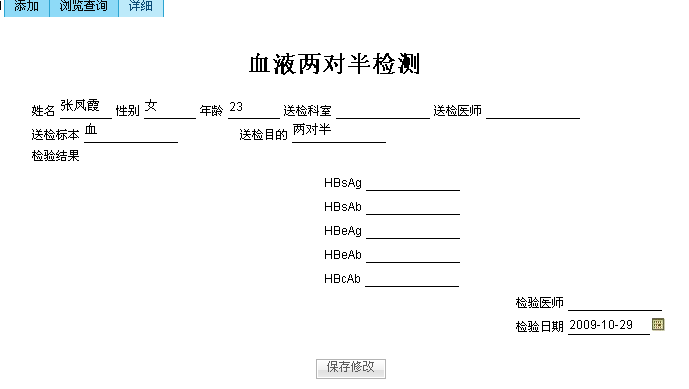 添加 浏览查询 详细
血液两对半检测
姓名 张凤霞 性别 女 年龄 23 送检科室 送检医师
送检标本 血 送检目的 两对半
检验结果
HBsAg
HBsAb
HBeAg
HBeAb
HBcAb
检验医师
检验日期 2009-10-29
保存修改